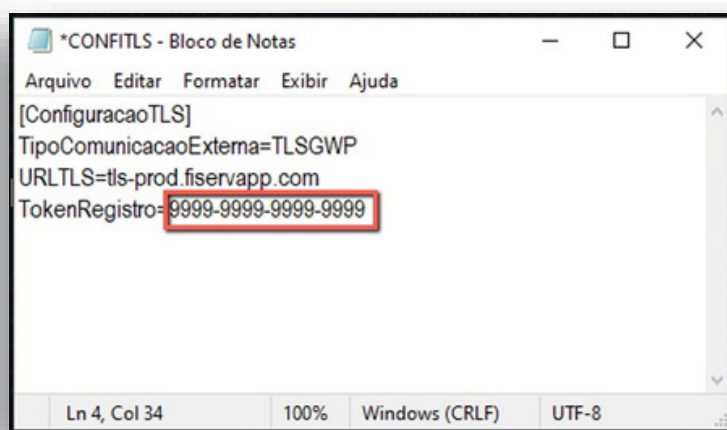 *CONFITLS - Bloco de Notas
Arquivo Editar Formatar Exibir Ajuda
[ConfiguracaoTLS]
TipoComunicacaoExterna=TLSGWP
URLTLS=tls-prod.fiservapp.com
TokenRegistro=9999-9999-9999-9999
Ln 4, Col 34 100% Windows (CRLF) UTF-8